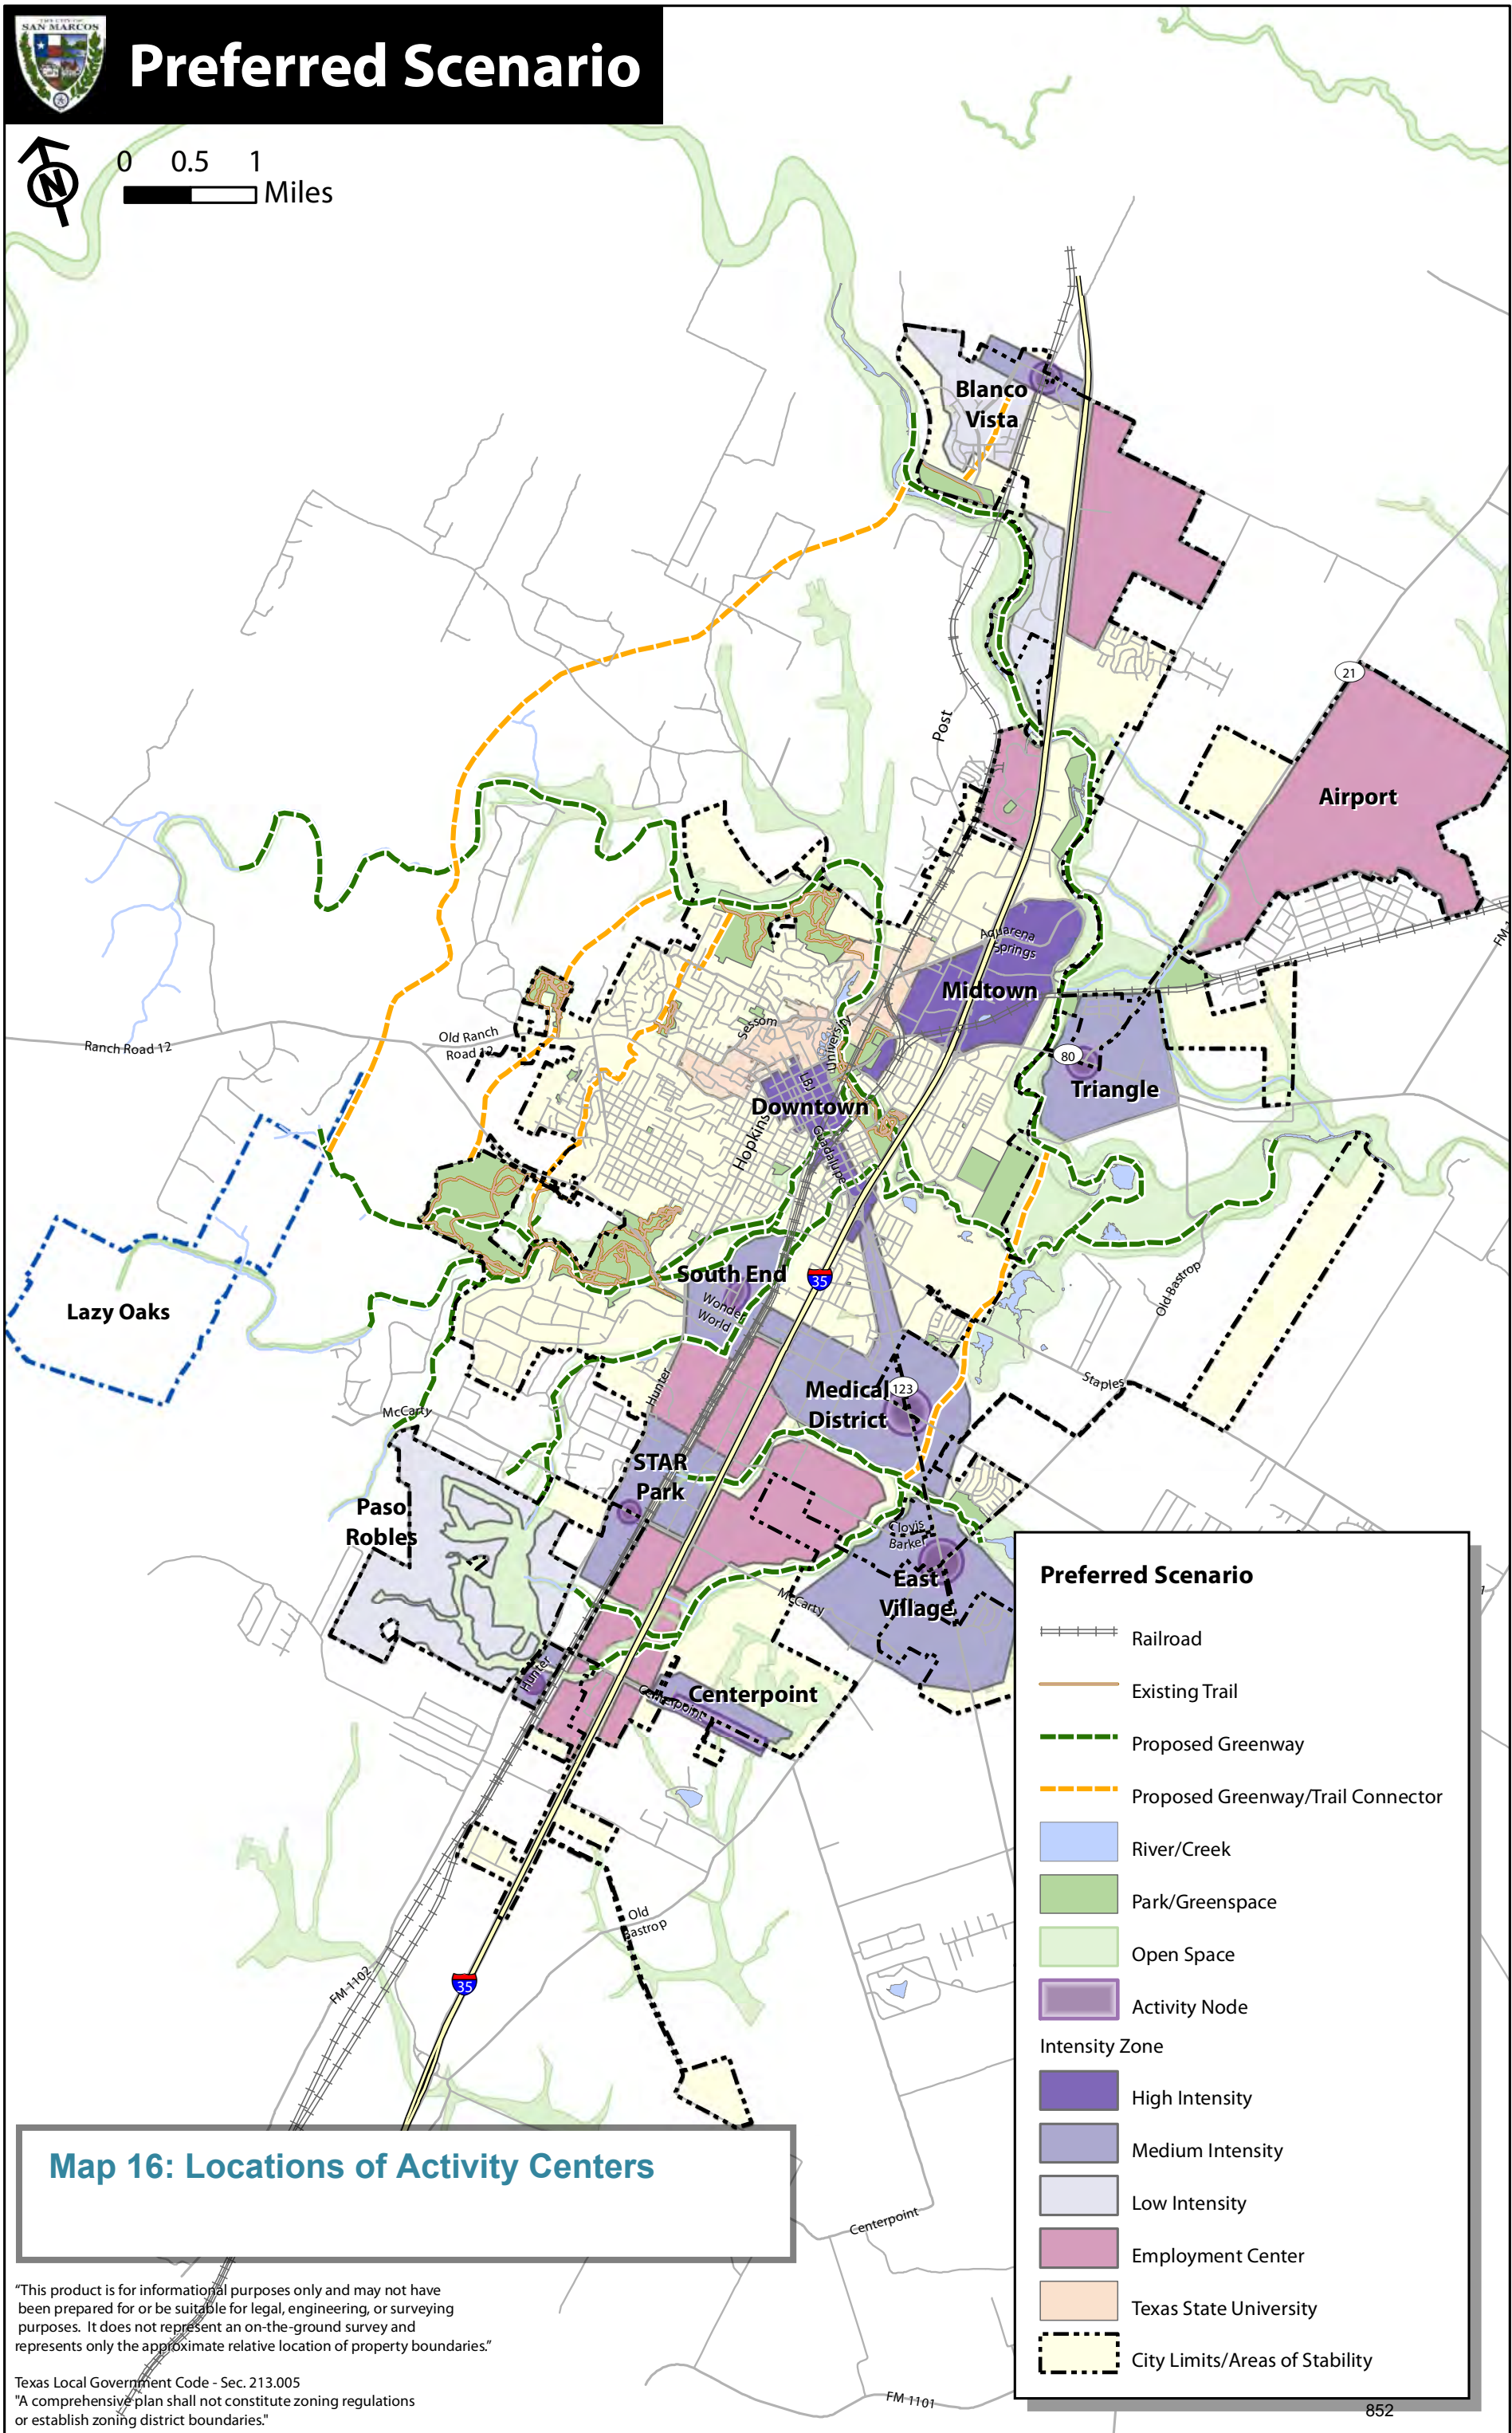 THE CITY OF
SAN MARCOS
Preferred Scenario
N
0 0.5 1
Miles
Blanco
Vista
21
Post
Airport
Aquarena
Springs
Midtown
FM
Sessom
University
Old Ranch
Road 12
Ranch Road 12
80
Triangle
LBJ
Downtown
Hopkins
Guadalupe
South End
35
Wonder
World
Lazy Oaks
Old Bastrop
Hunter
Medical
District
123
Staples
McCarty
STAR
Park
Paso
Robles
Clovis
Barker
East
Village
McCarty
Hunter
Centerpoint
Centerpoint
Old
Bastrop
FM 1102
35
Preferred Scenario
Railroad
Existing Trail
Proposed Greenway
Proposed Greenway/Trail Connector
River/Creek
Park/Greenspace
Open Space
Activity Node
Intensity Zone
High Intensity
Medium Intensity
Low Intensity
Employment Center
Texas State University
City Limits/Areas of Stability
Map 16: Locations of Activity Centers
Centerpoint
FM 1101
852
“This product is for informational purposes only and may not have
been prepared for or be suitable for legal, engineering, or surveying
purposes. It does not represent an on-the-ground survey and
represents only the approximate relative location of property boundaries.”
Texas Local Government Code - Sec. 213.005
"A comprehensive plan shall not constitute zoning regulations
or establish zoning district boundaries."